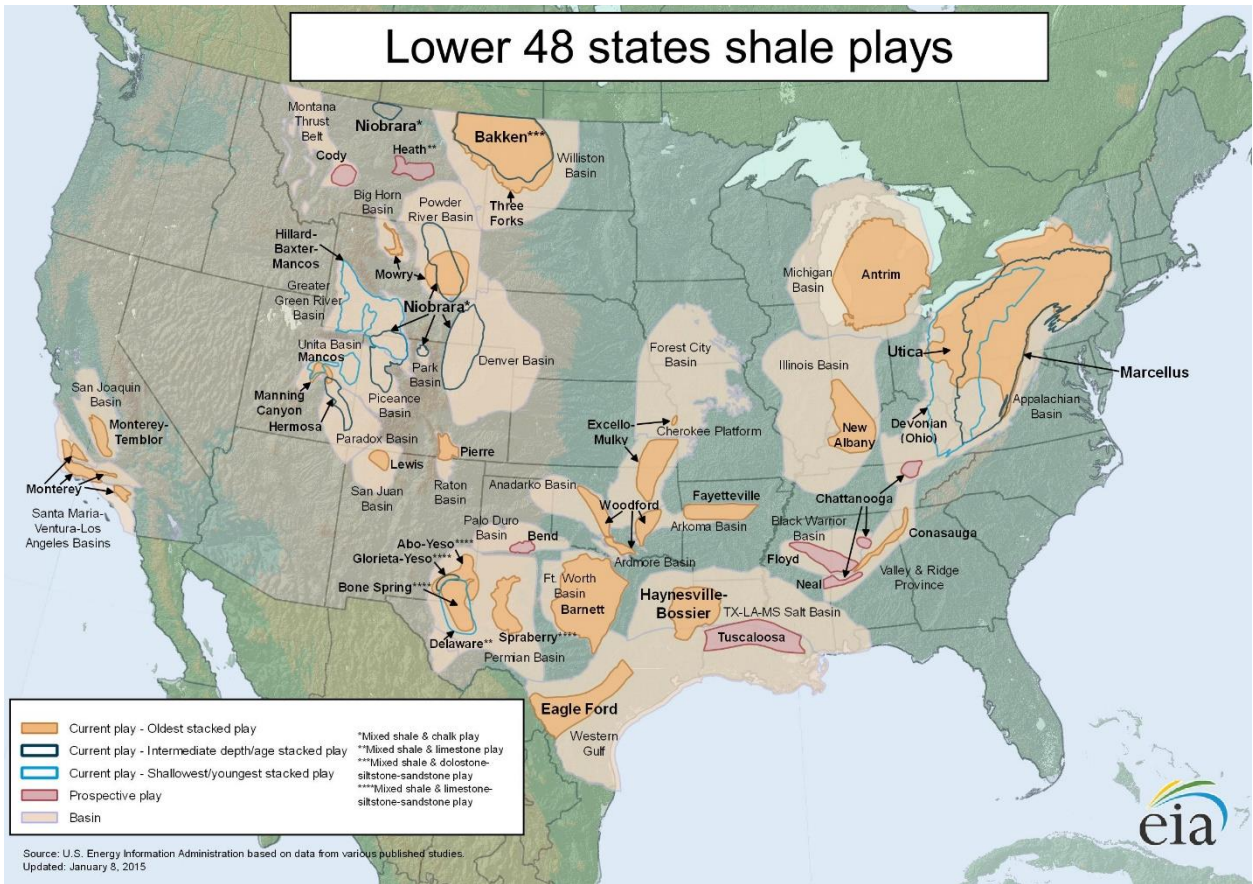 Lower 48 states shale plays
Montana
Thrust
Belt
Niobrara*
Bakken***
Cody
Heath**
Williston
Basin
Big Horn
Basin
Powder
River Basin
Three
Forks
Hillard-
Baxter-
Mancos
Mowry
Greater
Green River
Basin
Niobrara*
Michigan
Basin
Antrim
Unita Basin
Mancos
Park
Basin
Denver Basin
Forest City
Basin
Illinois Basin
Utica
Marcellus
San Joaquin
Basin
Manning
Canyon
Hermosa
Piceance
Basin
Appalachian
Basin
Monterey-
Temblor
Paradox Basin
Excello-
Mulky
Cherokee Platform
New
Albany
Devonian
(Ohio)
Lewis
Pierre
San Juan
Basin
Raton
Basin
Monterey
Santa Maria-
Ventura-Los
Angeles Basins
Anadarko Basin
Woodford
Fayetteville
Chattanooga
Arkoma Basin
Black Warrior
Basin
Conasauga
Palo Duro
Basin
Bend
Abo-Yeso****
Glorieta-Yeso****
Ardmore Basin
Floyd
Neal
Valley & Ridge
Province
Bone Spring****
Ft. Worth
Basin
Barnett
Haynesville-
Bossier
TX-LA-MS Salt Basin
Tuscaloosa
Delaware**
Spraberry****
Permian Basin
Eagle Ford
Western
Gulf
Current play - Oldest stacked play
Current play - Intermediate depth/age stacked play
Current play - Shallowest/youngest stacked play
Prospective play
Basin
*Mixed shale & chalk play
**Mixed shale & limestone play
***Mixed shale & dolostone-
siltstone-sandstone play
****Mixed shale & limestone-
siltstone-sandstone play
Source: U.S. Energy Information Administration based on data from various published studies.
Updated: January 8, 2015
eia